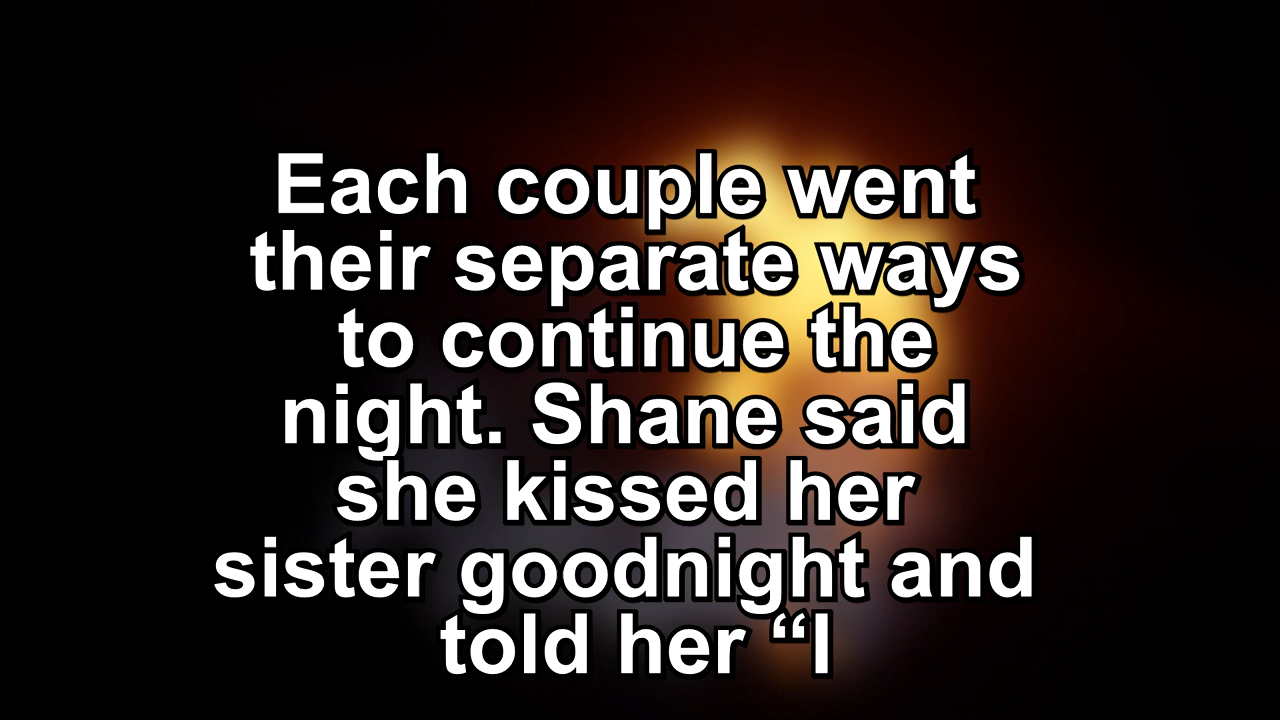 Each couple went
their separate ways
to continue the
night. Shane said
she kissed her
sister goodnight and
told her “I